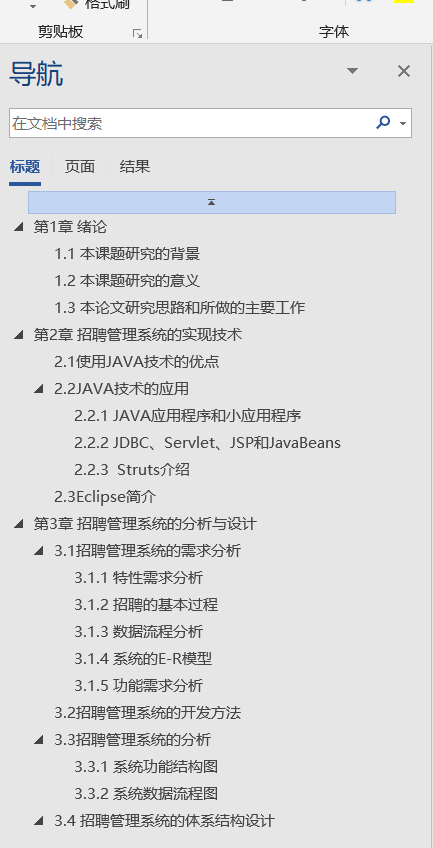 格式刷
剪贴板
字体
导航
在文档中搜索
标题 页面 结果
第1章 绪论
1.1 本课题研究的背景
1.2 本课题研究的意义
1.3 本论文研究思路和所做的主要工作
第2章 招聘管理系统的实现技术
2.1使用JAVA技术的优点
2.2JAVA技术的应用
2.2.1 JAVA应用程序和小应用程序
2.2.2 JDBC、Servlet、JSP和JavaBeans
2.2.3 Struts介绍
2.3Eclipse简介
第3章 招聘管理系统的分析与设计
3.1招聘管理系统的需求分析
3.1.1 特性需求分析
3.1.2 招聘的基本过程
3.1.3 数据流程分析
3.1.4 系统的E-R模型
3.1.5 功能需求分析
3.2招聘管理系统的开发方法
3.3招聘管理系统的分析
3.3.1 系统功能结构图
3.3.2 系统数据流程图
3.4 招聘管理系统的体系结构设计